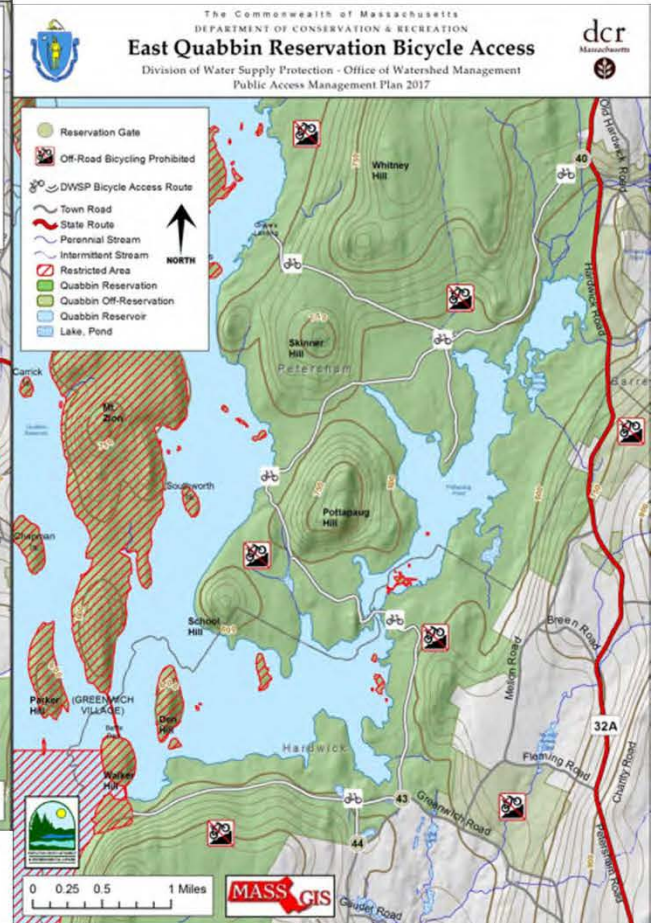 The Commonwealth of Massachusetts
DEPARTMENT OF CONSERVATION & RECREATION
East Quabbin Reservation Bicycle Access
Division of Water Supply Protection - Office of Watershed Management
Public Access Management Plan 2017
dcr
Massachusetts
Reservation Gate
Off-Road Bicycling Prohibited
DWSP Bicycle Access Route
Town Road
State Route
Perennial Stream
Intermittent Stream
Restricted Area
Quabbin Reservation
Quabbin Off-Reservation
Quabbin Reservoir
Lake, Pond
NORTH
Old Hardwick Road
40
Whitney
Hill
Hardwick Road
Skinner
Hill
Petersham
Barre
Carrick
Mt.
Zion
Southworth
Pottapaug
Hill
Chapman
School
Hill
Breen Road
Mellon Road
Parker
Hill
(GREENWICH
VILLAGE)
Den
Hill
32A
Hardwick
Fleming Road
Charity Road
Walker
Hill
43
Greenwich Road
44
Petersham Road
Gaudet Road
0 0.25 0.5 1 Miles
MASS GIS